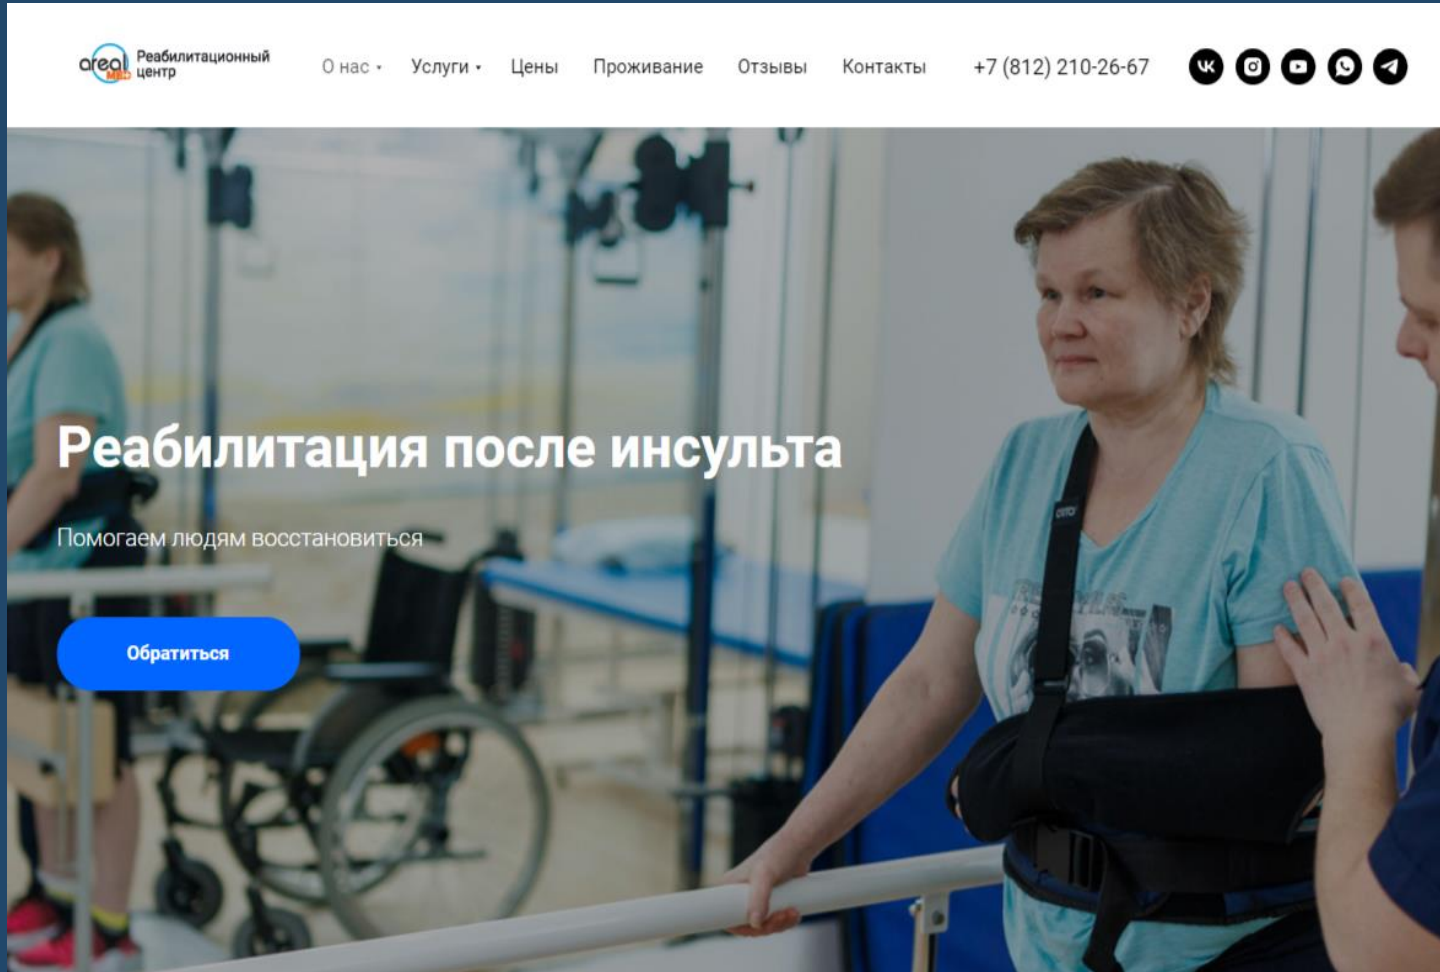 areal
MED
Реабилитационный
центр
О нас
Услуги
Цены
Проживание
Отзывы
Контакты
+7 (812) 210-26-67
Реабилитация после инсульта
Помогаем людям восстановиться
Обратиться